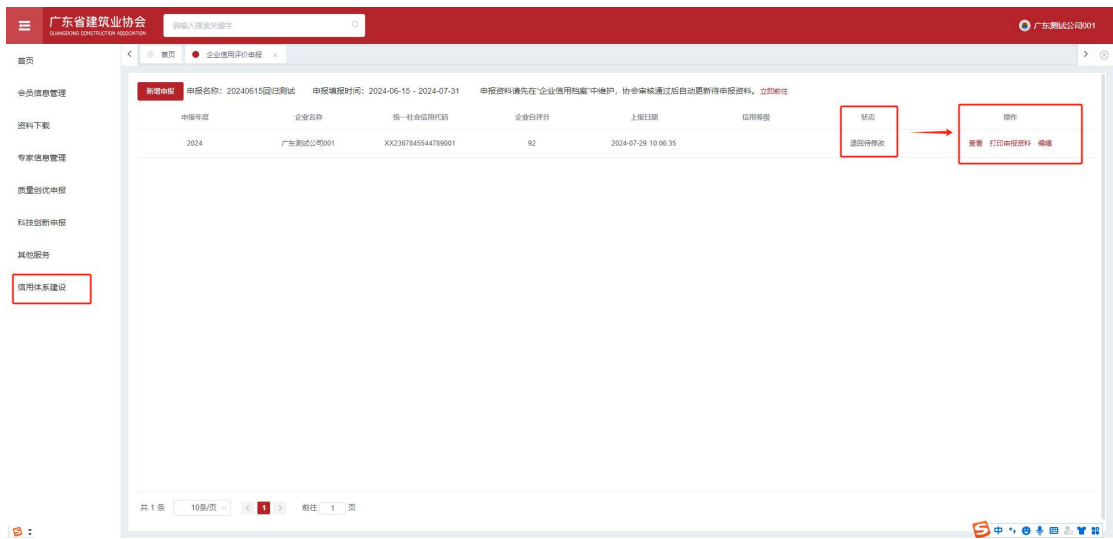 广东省建筑业协会
GUANGDONG CONSTRUCTION ASSOCIATION
请输入搜索关键字
广东测试公司001
首页
企业信用评价申报
首页
会员信息管理
资料下载
专家信息管理
质量创优申报
科技创新申报
其他服务
信用体系建设
新增申报 申报名称：20240615回归测试 申报填报时间：2024-06-15 - 2024-07-31 申报资料请先在“企业信用档案”中维护，协会审核通过后自动更新待申报资料。立即前往
申报年度 企业名称 统一社会信用代码 企业自评分 上报日期 信用等级 状态 操作
2024 广东测试公司001 XX2367845544789001 92 2024-07-29 10:06:35 退回待修改 查看 打印申报资料 编辑
共 1 条 10条/页 1 前往 1 页
中